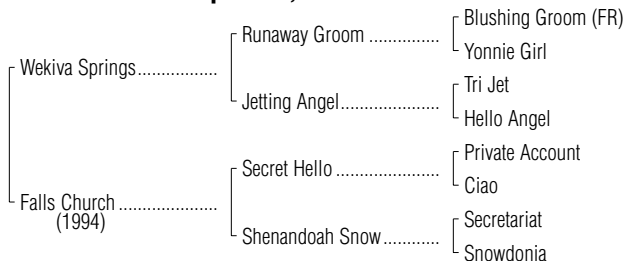 Blushing Groom (FR)
Runaway Groom ................
Yonnie Girl
Wekiva Springs.................
Tri Jet
Jetting Angel......................
Hello Angel
Private Account
Secret Hello .......................
Ciao
Falls Church .....................
(1994)
Secretariat
Shenandoah Snow............
Snowdonia